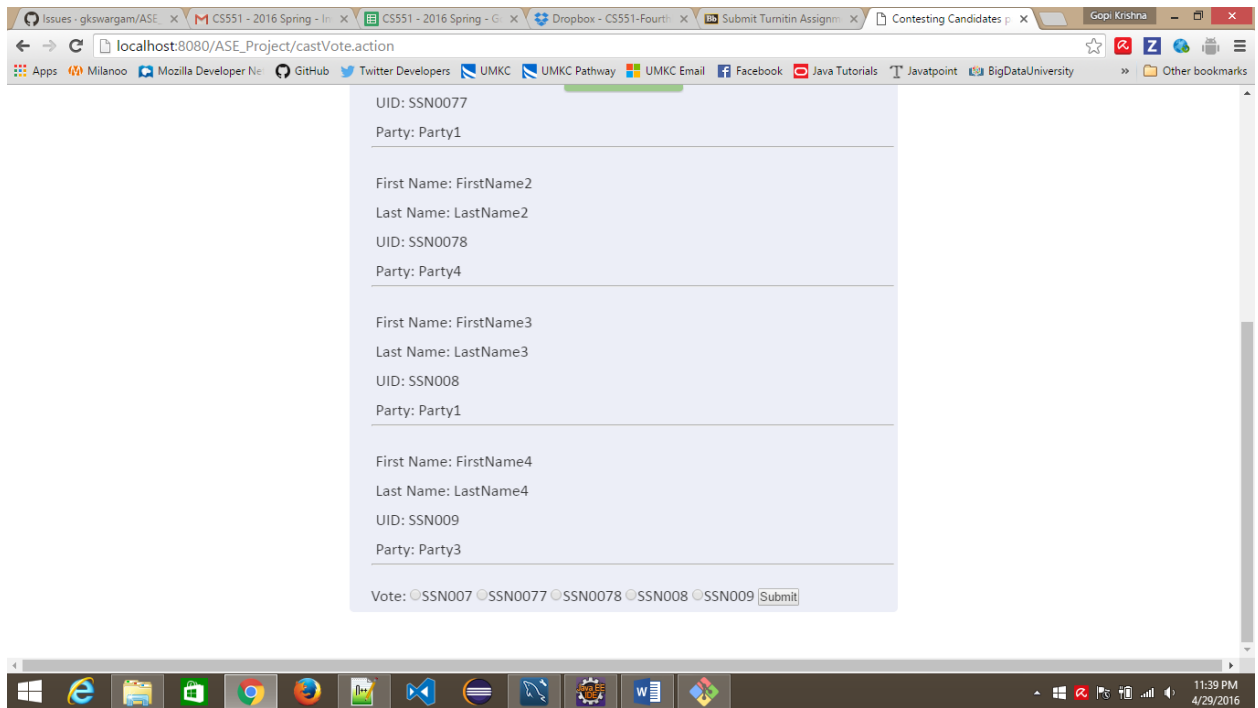 Issues - gkswargam/ASE_
CS551 - 2016 Spring - In
CS551 - 2016 Spring - G
Dropbox - CS551-Fourth
Submit Turnitin Assignm
Contesting Candidates p
Gopi Krishna
localhost:8080/ASE_Project/castVote.action
Apps Milanoo Mozilla Developer Ne GitHub Twitter Developers UMKC UMKC Pathway UMKC Email Facebook Java Tutorials Javatpoint BigDataUniversity » Other bookmarks
UID: SSN0077
Party: Party1
First Name: FirstName2
Last Name: LastName2
UID: SSN0078
Party: Party4
First Name: FirstName3
Last Name: LastName3
UID: SSN008
Party: Party1
First Name: FirstName4
Last Name: LastName4
UID: SSN009
Party: Party3
Vote: SSN007 SSN0077 SSN0078 SSN008 SSN009 Submit
11:39 PM
4/29/2016